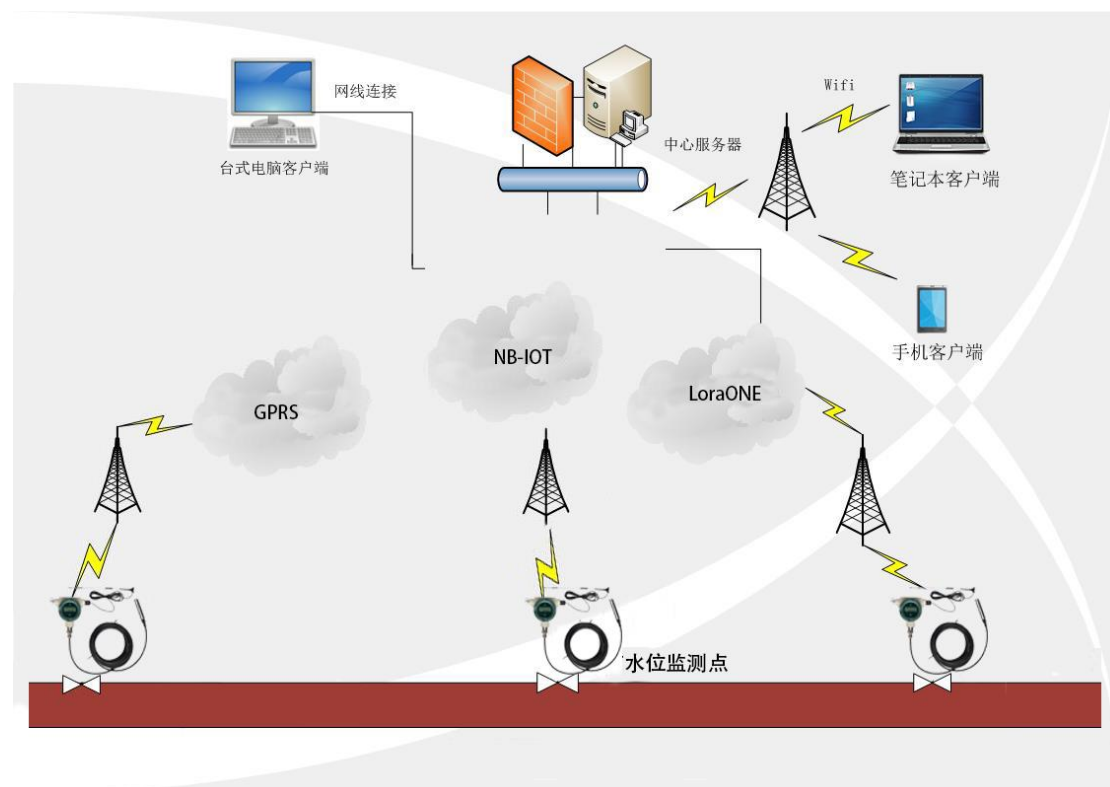 网线连接
台式电脑客户端
中心服务器
Wifi
笔记本客户端
手机客户端
GPRS
NB-IOT
LoraONE
水位监测点